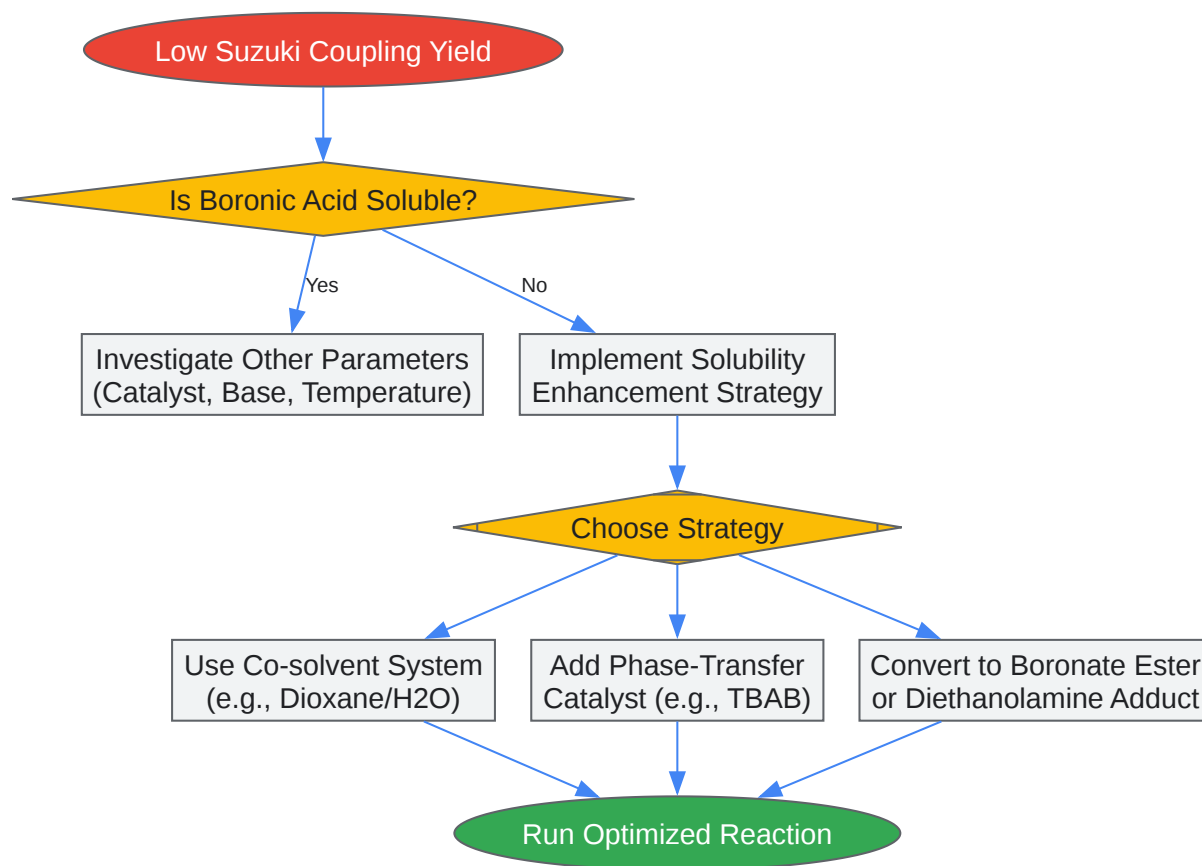 Low Suzuki Coupling Yield
Is Boronic Acid Soluble?
Yes
No
Investigate Other Parameters
(Catalyst, Base, Temperature)
Implement Solubility
Enhancement Strategy
Choose Strategy
Use Co-solvent System
(e.g., Dioxane/H2O)
Add Phase-Transfer
Catalyst (e.g., TBAB)
Convert to Boronate Ester
or Diethanolamine Adduct
Run Optimized Reaction